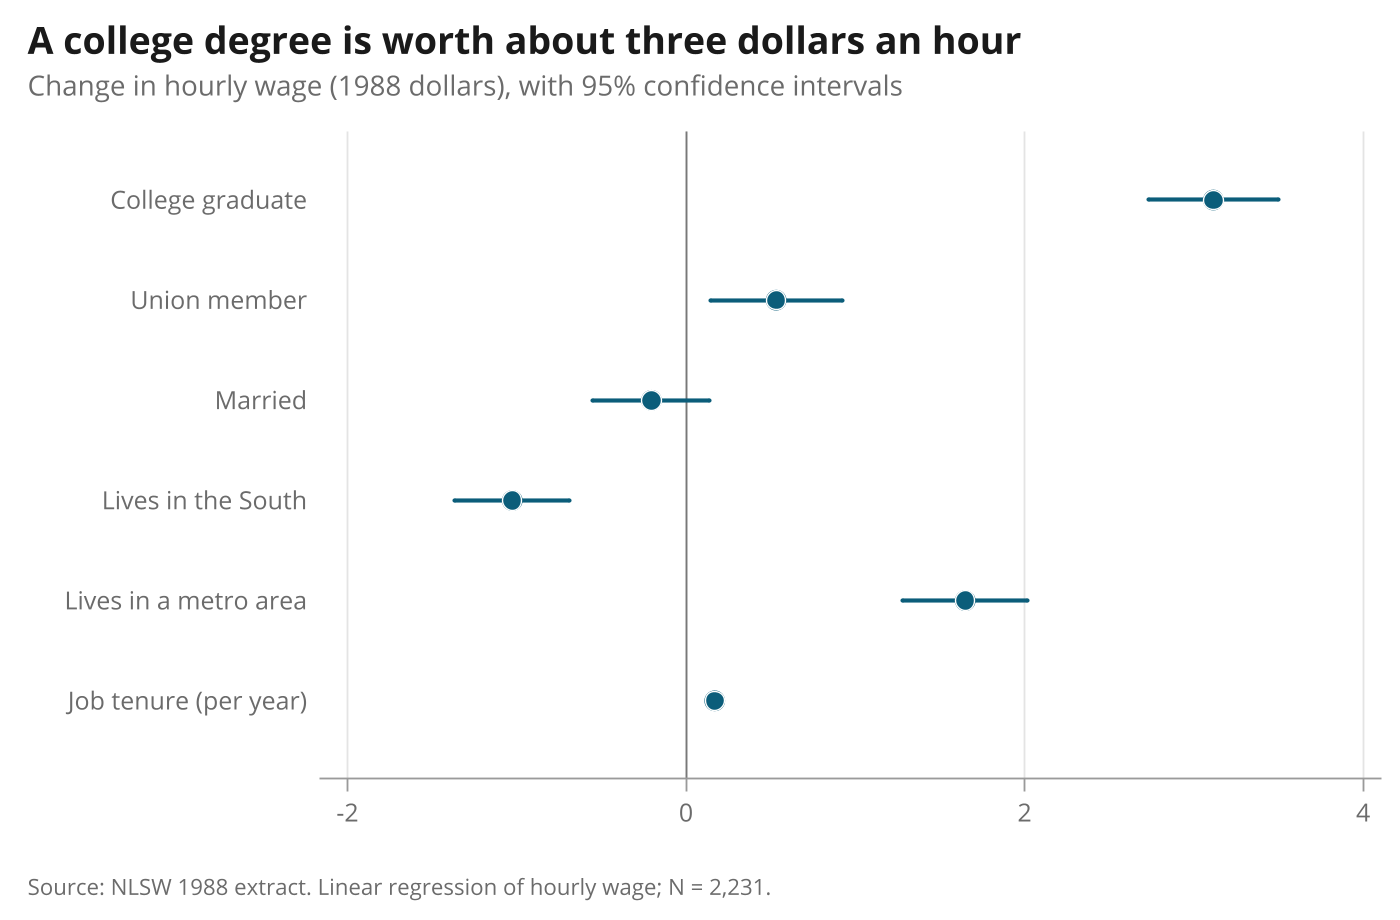 A college degree is worth about three dollars an hour
Change in hourly wage (1988 dollars), with 95% confidence intervals
College graduate
Union member
Married
Lives in the South
Lives in a metro area
Job tenure (per year)
-2 0 2 4
Source: NLSW 1988 extract. Linear regression of hourly wage; N = 2,231.